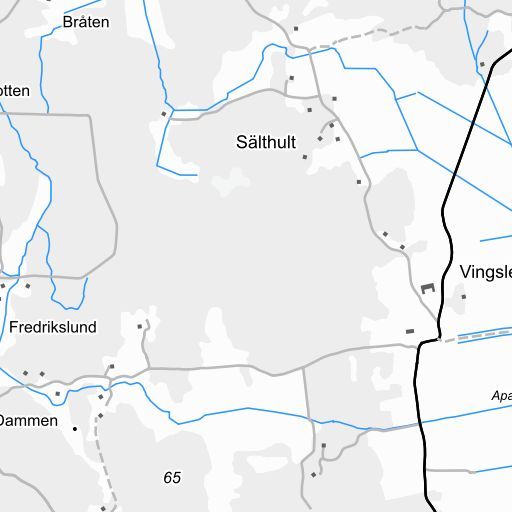 Bråten
otten
Sälthult
Vingsle
Fredrikslund
Apa
Dammen
65